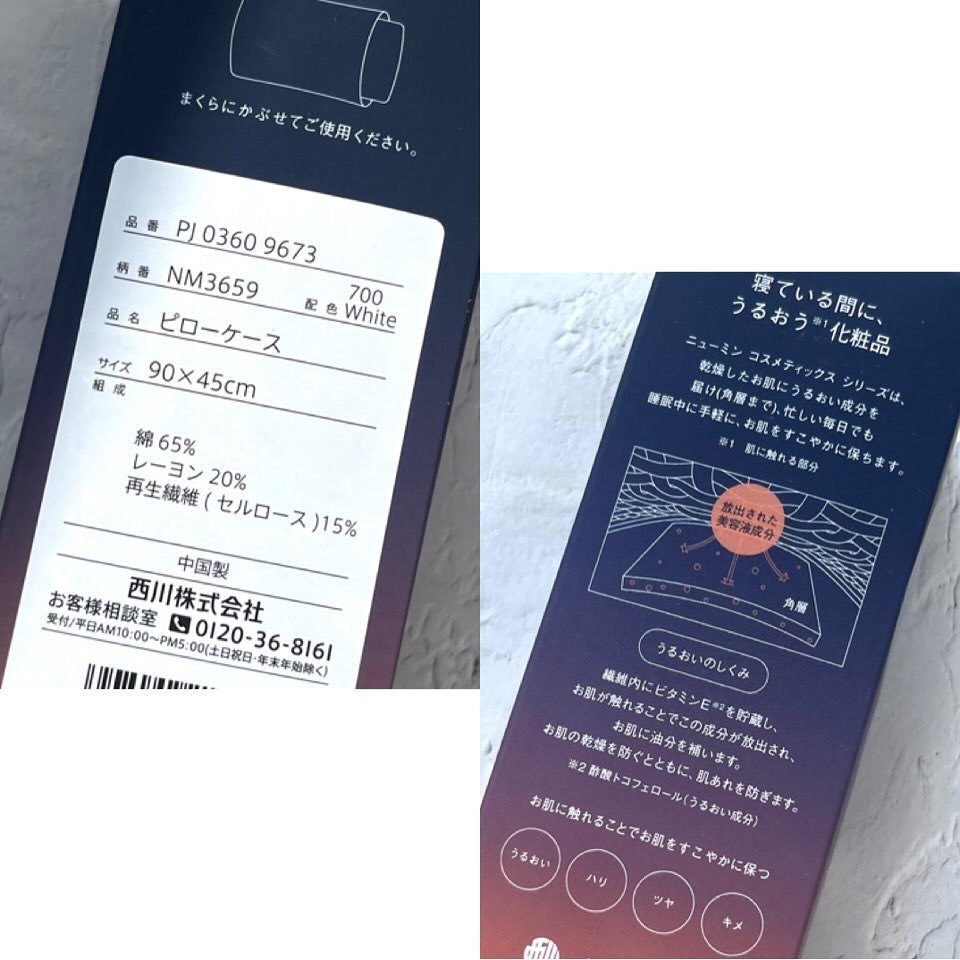 まくらにかぶせてご使用ください。
品番 PJ 0360 9673
柄番 NM3659 配色 700 White
品名 ピローケース
サイズ 90×45cm
組成
綿 65%
レーヨン 20%
再生繊維 ( セルロース )15%
中国製
西川株式会社
お客様相談室 0120-36-8161
受付/平日AM10:00〜PM5:00(土日祝日・年末年始除く)
寝ている間に、
うるおう※1化粧品
ニューミン コスメティックス シリーズは、
乾燥したお肌にうるおい成分を
届け(角層まで)、忙しい毎日でも
睡眠中に手軽に、お肌をすこやかに保ちます。
※1 肌に触れる部分
放出された
美容液成分
角層
うるおいのしくみ
繊維内にビタミンE※2を貯蔵し、
お肌が触れることでこの成分が放出され、
お肌に油分を補います。
お肌の乾燥を防ぐとともに、肌あれを防ぎます。
※2 酢酸トコフェロール(うるおい成分)
お肌に触れることでお肌をすこやかに保つ
うるおい
ハリ
ツヤ
キメ